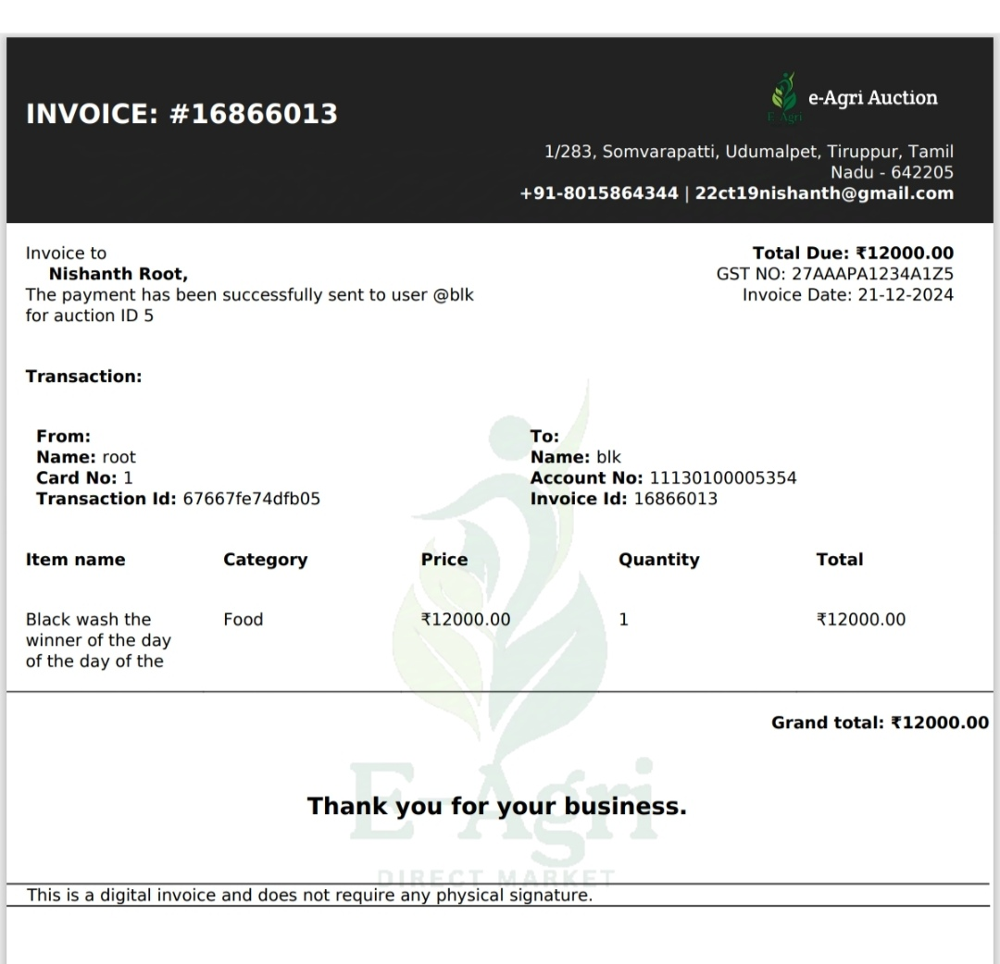 INVOICE: #16866013
E-Agri
e-Agri Auction
1/283, Somvarapatti, Udumalpet, Tiruppur, Tamil
Nadu - 642205
+91-8015864344 | 22ct19nishanth@gmail.com
Invoice to
Nishanth Root,
The payment has been successfully sent to user @blk
for auction ID 5
Total Due: ₹12000.00
GST NO: 27AAAPA1234A1Z5
Invoice Date: 21-12-2024
Transaction:
From:
Name: root
Card No: 1
Transaction Id: 67667fe74dfb05
To:
Name: blk
Account No: 11130100005354
Invoice Id: 16866013
Item name Category Price Quantity Total
Black wash the Food ₹12000.00 1 ₹12000.00
winner of the day
of the day of the
Grand total: ₹12000.00
E-Agri
Thank you for your business.
DIRECT MARKET
This is a digital invoice and does not require any physical signature.